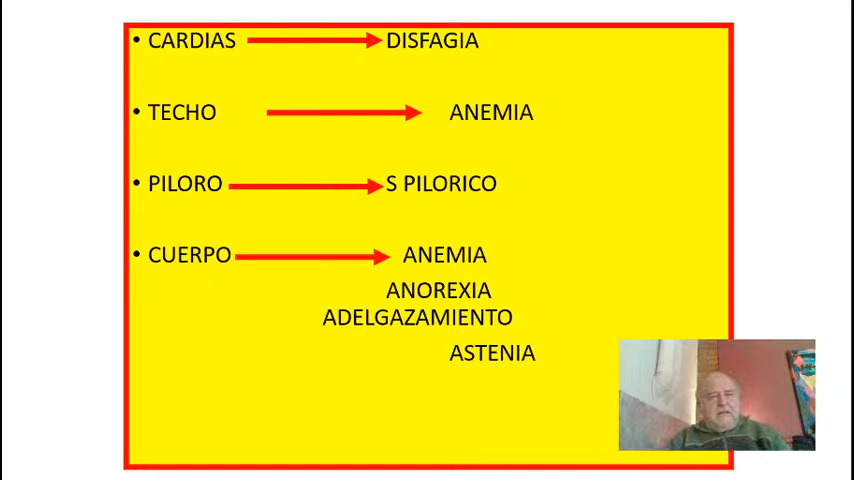 • CARDIAS DISFAGIA
• TECHO ANEMIA
• PILORO S PILORICO
• CUERPO ANEMIA
ANOREXIA
ADELGAZAMIENTO
ASTENIA